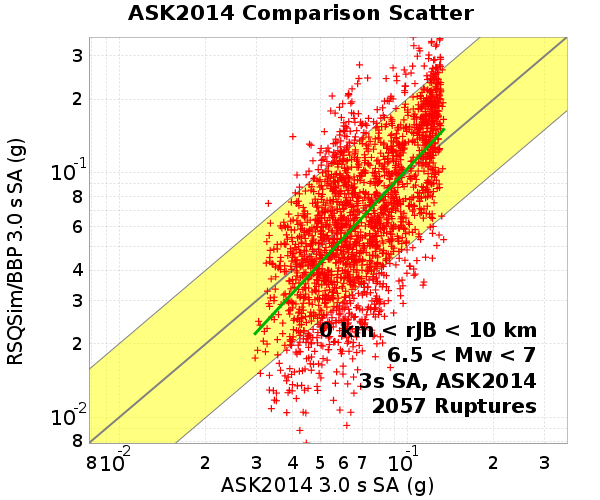 ASK2014 Comparison Scatter
RSQSim/BBP 3.0 s SA (g)
3
2
10^-1
8
6
4
3
2
10^-2
8
0 km < rJB < 10 km
6.5 < Mw < 7
3s SA, ASK2014
2057 Ruptures
8 10^-2 2 3 4 5 6 7 10^-1 2 3
ASK2014 3.0 s SA (g)